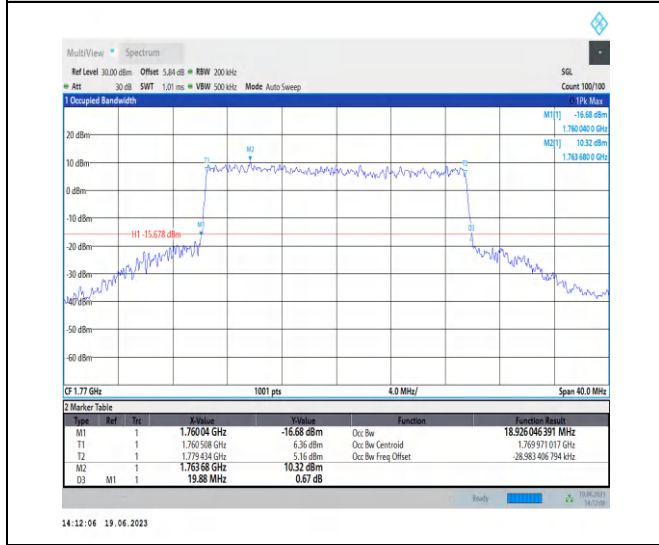 MultiView Spectrum
Ref Level 30.00 dBm Offset 5.84 dB RBW 200 kHz SGL
Att 30 dB SWT 1.01 ms VBW 500 kHz Mode Auto Sweep Count 100/100
1 Occupied Bandwidth 1Pk Max
M1[1] -16.68 dBm
1.760 040 0 GHz
M2[1] 10.32 dBm
1.763 680 0 GHz
20 dBm
M2
T1 T2
10 dBm
0 dBm
-10 dBm
M1 D3
H1 -15.678 dBm
-20 dBm
-30 dBm
-40 dBm
-50 dBm
-60 dBm
CF 1.77 GHz 1001 pts 4.0 MHz/ Span 40.0 MHz
2 Marker Table
Type Ref Trc X-Value Y-Value Function Function Result
M1 1 1.76004 GHz -16.68 dBm Occ Bw 18.926 046 391 MHz
T1 1 1.760 508 GHz 6.36 dBm Occ Bw Centroid 1.769 971 017 GHz
T2 1 1.779 434 GHz 5.16 dBm Occ Bw Freq Offset -28.983 406 794 kHz
M2 1 1.76368 GHz 10.32 dBm
D3 M1 1 19.88 MHz 0.67 dB
Ready 19.06.2023
14:12:06
14:12:06 19.06.2023